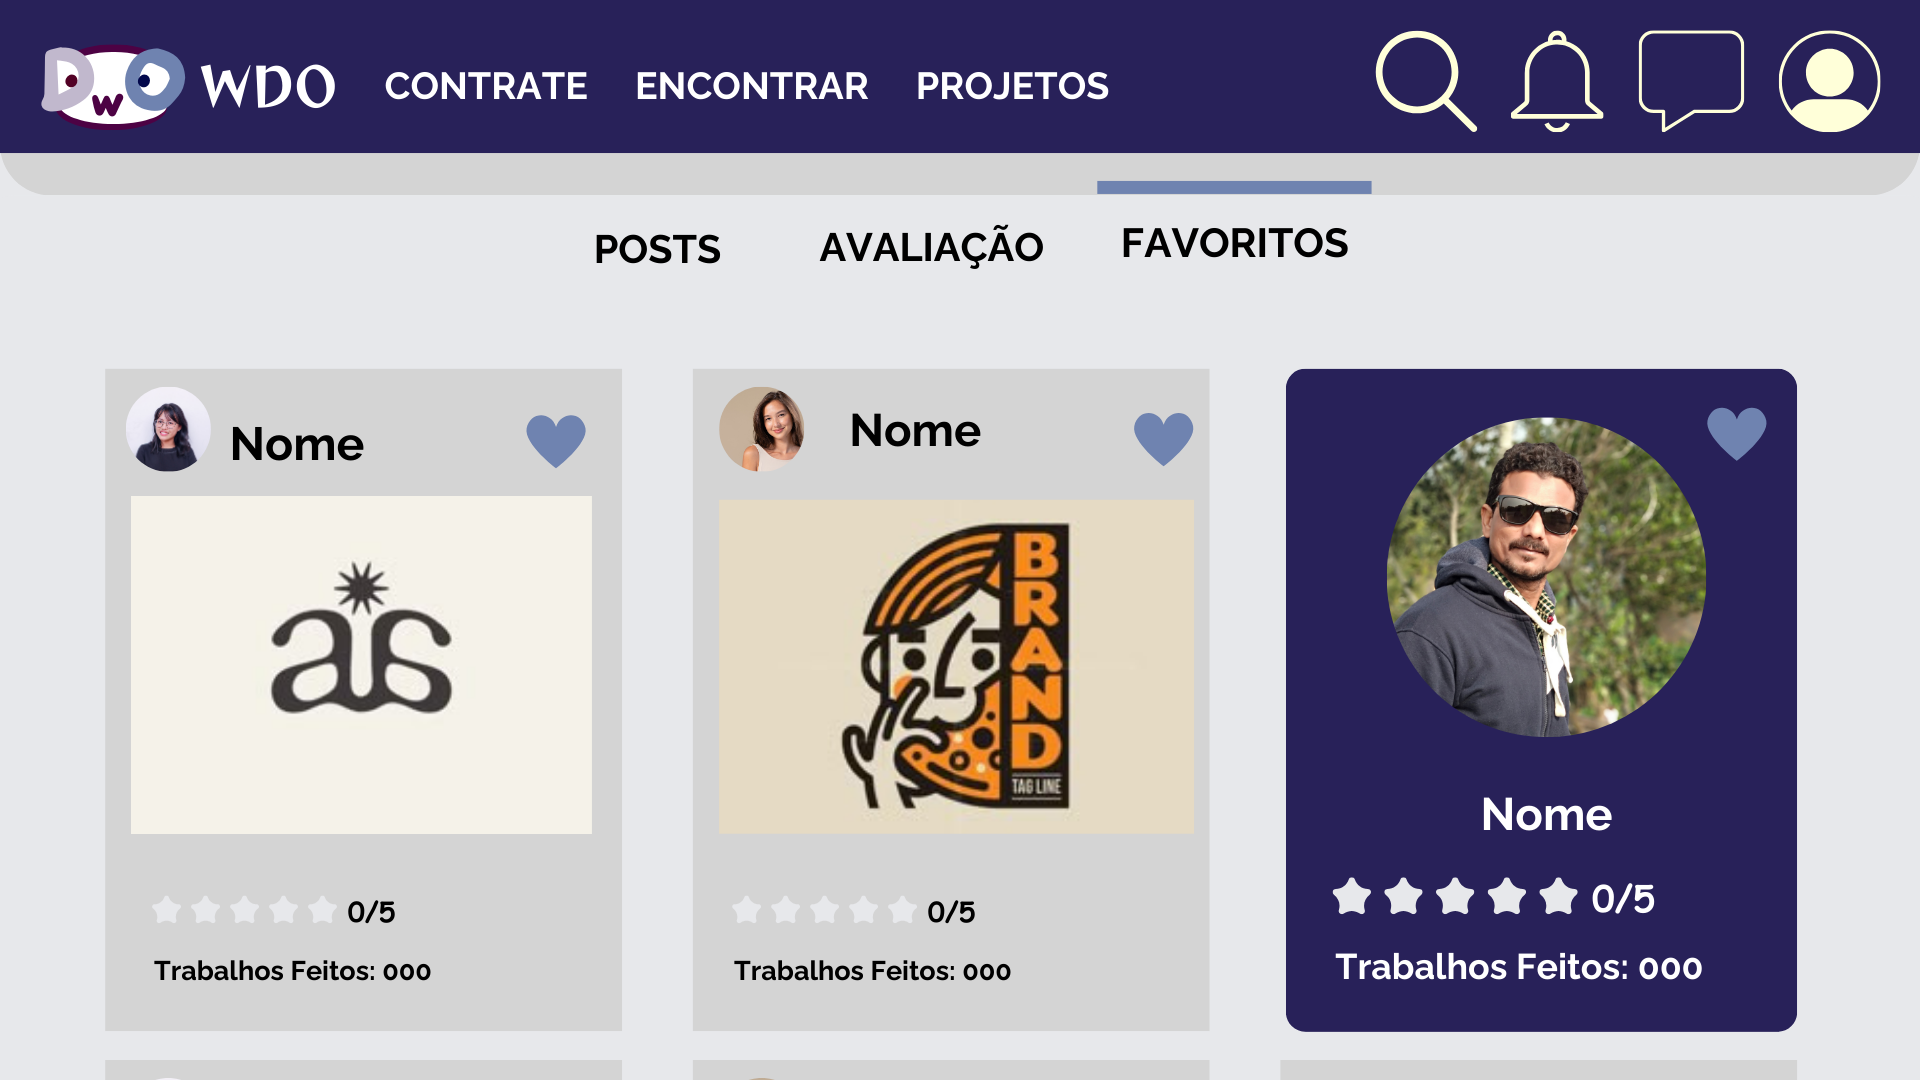 DwO WDO CONTRATE ENCONTRAR PROJETOS
POSTS AVALIAÇÃO FAVORITOS
Nome
as
0/5
Trabalhos Feitos: 000
Nome
BRAND
TAG LINE
0/5
Trabalhos Feitos: 000
Nome
0/5
Trabalhos Feitos: 000